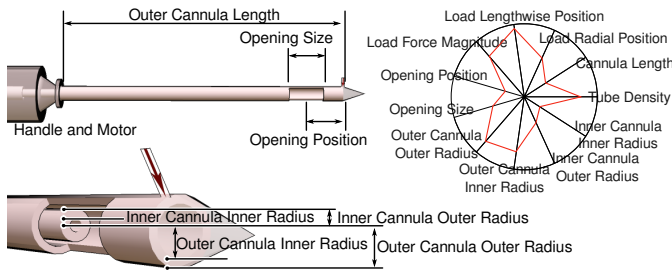 Outer Cannula Length
Opening Size
Handle and Motor
Opening Position
Load Lengthwise Position
Load Force Magnitude
Load Radial Position
Cannula Length
Opening Position
Tube Density
Opening Size
Outer Cannula
Outer Radius
Inner Cannula
Inner Radius
Outer Cannula
Inner Radius
Inner Cannula
Outer Radius
Inner Cannula Inner Radius
Inner Cannula Outer Radius
Outer Cannula Inner Radius
Outer Cannula Outer Radius